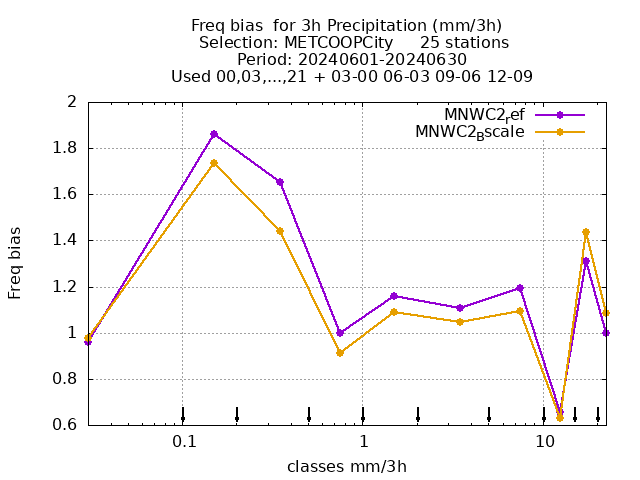 Freq bias  for 3h Precipitation (mm/3h)
Selection: METCOOPCity     25 stations
Period: 20240601-20240630
Used 00,03,...,21 + 03-00 06-03 09-06 12-09
MNWC2ref
MNWC2Bscale
2
1.8
1.6
1.4
1.2
1
0.8
0.6
Freq bias
0.1 1 10
classes mm/3h